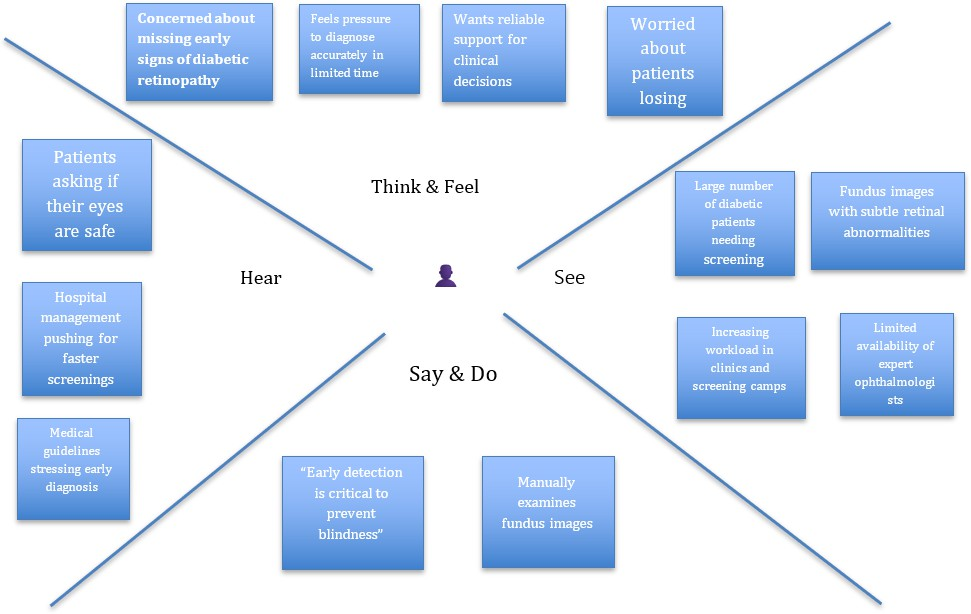 Concerned about
missing early
signs of diabetic
retinopathy
Feels pressure
to diagnose
accurately in
limited time
Wants reliable
support for
clinical
decisions
Worried
about
patients
losing
Think & Feel
Patients
asking if
their eyes
are safe
Hospital
management
pushing for
faster
screenings
Medical
guidelines
stressing early
diagnosis
Hear
See
Large number
of diabetic
patients
needing
screening
Fundus images
with subtle retinal
abnormalities
Increasing
workload in
clinics and
screening camps
Limited
availability of
expert
ophthalmologi
sts
Say & Do
“Early detection
is critical to
prevent
blindness”
Manually
examines
fundus images